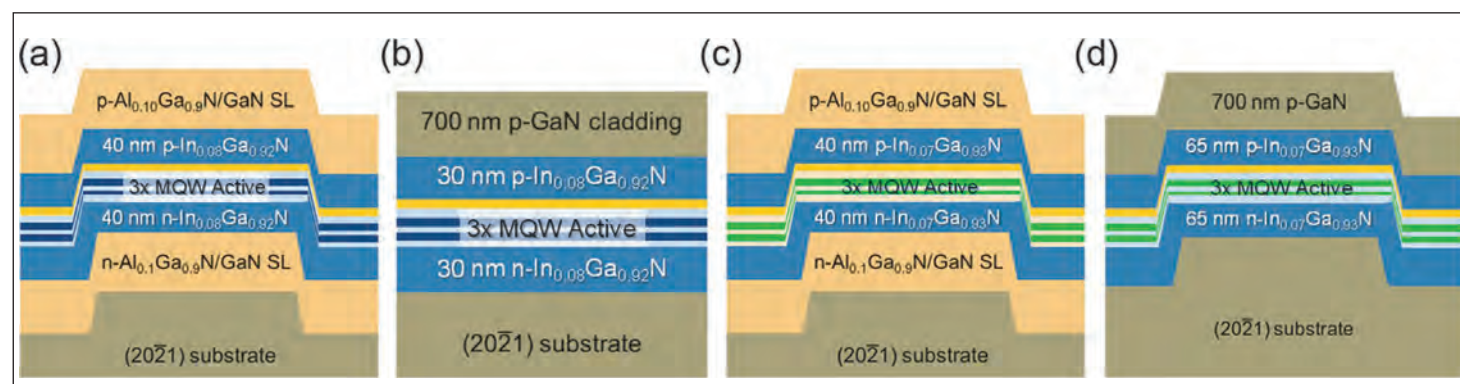 (a)
p-Al0.10Ga0.9N/GaN SL
40 nm p-In0.08Ga0.92N
3x MQW Active
40 nm n-In0.08Ga0.92N
n-Al0.1Ga0.9N/GaN SL
(202̅1) substrate
(b)
700 nm p-GaN cladding
30 nm p-In0.08Ga0.92N
3x MQW Active
30 nm n-In0.08Ga0.92N
(202̅1) substrate
(c)
p-Al0.10Ga0.9N/GaN SL
40 nm p-In0.07Ga0.93N
3x MQW Active
40 nm n-In0.07Ga0.93N
n-Al0.1Ga0.9N/GaN SL
(202̅1) substrate
(d)
700 nm p-GaN
65 nm p-In0.07Ga0.93N
3x MQW Active
65 nm n-In0.07Ga0.93N
(202̅1) substrate